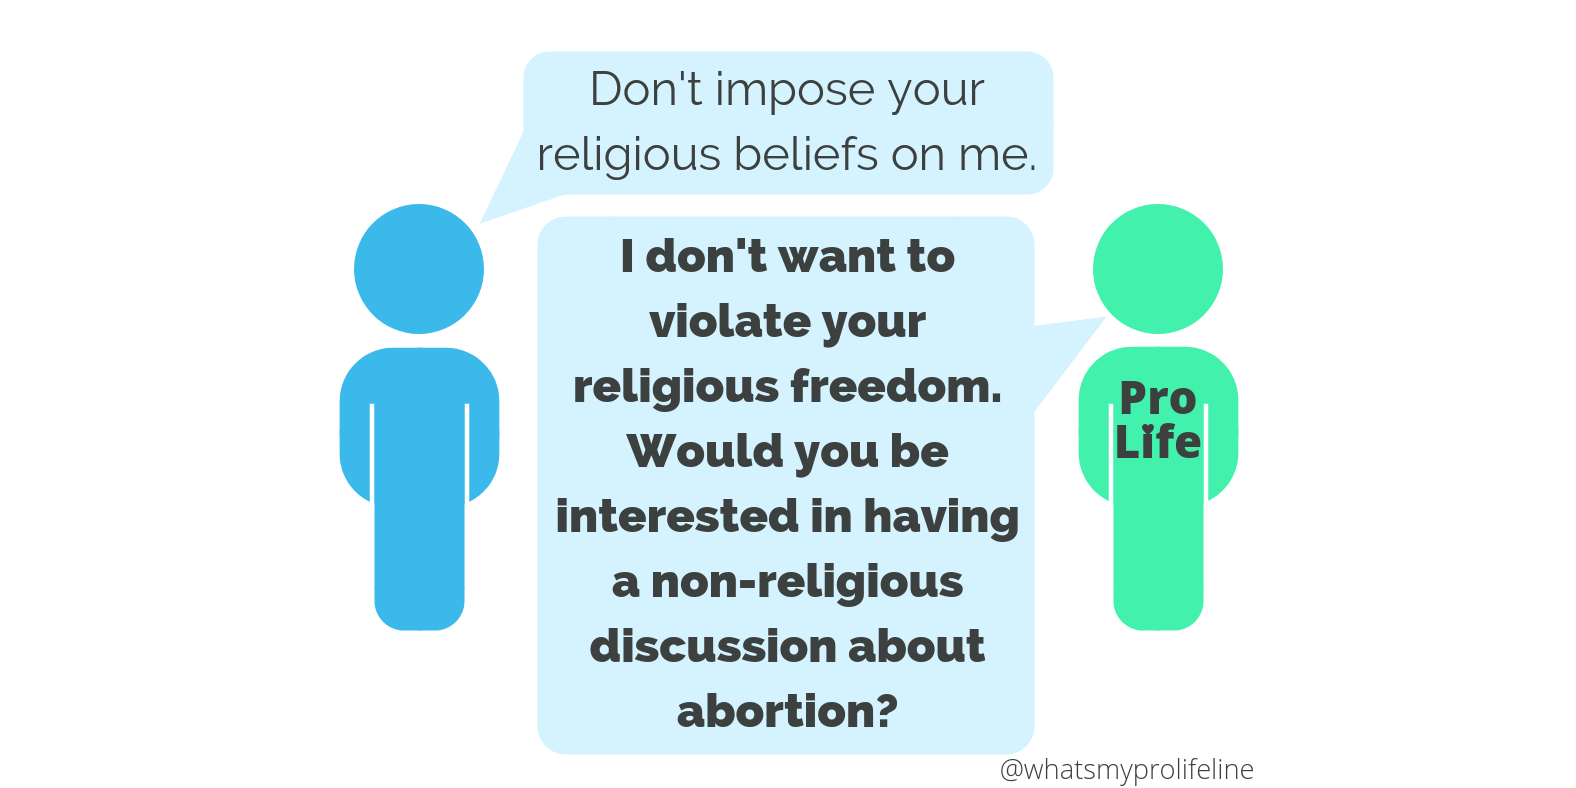 Don't impose your
religious beliefs on me.
I don't want to
violate your
religious freedom.
Would you be
interested in having
a non-religious
discussion about
abortion?
Pro
Life
@whatsmyprolifeline